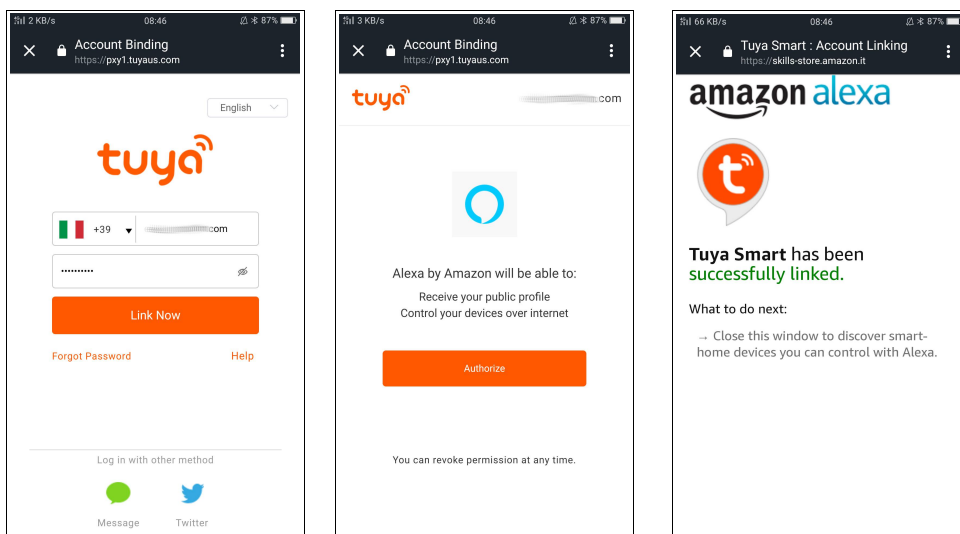 2 KB/s 08:46 87%
Account Binding
https://pxy1.tuyaus.com
English
tuya
+39 com
••••••••••
Link Now
Forgot Password Help
Log in with other method
Message Twitter
3 KB/s 08:46 87%
Account Binding
https://pxy1.tuyaus.com
tuya .com
Alexa by Amazon will be able to:
Receive your public profile
Control your devices over internet
Authorize
You can revoke permission at any time.
66 KB/s 08:46 87%
Tuya Smart : Account Linking
https://skills-store.amazon.it
amazon alexa
t
Tuya Smart has been
successfully linked.
What to do next:
→ Close this window to discover smart-
home devices you can control with Alexa.